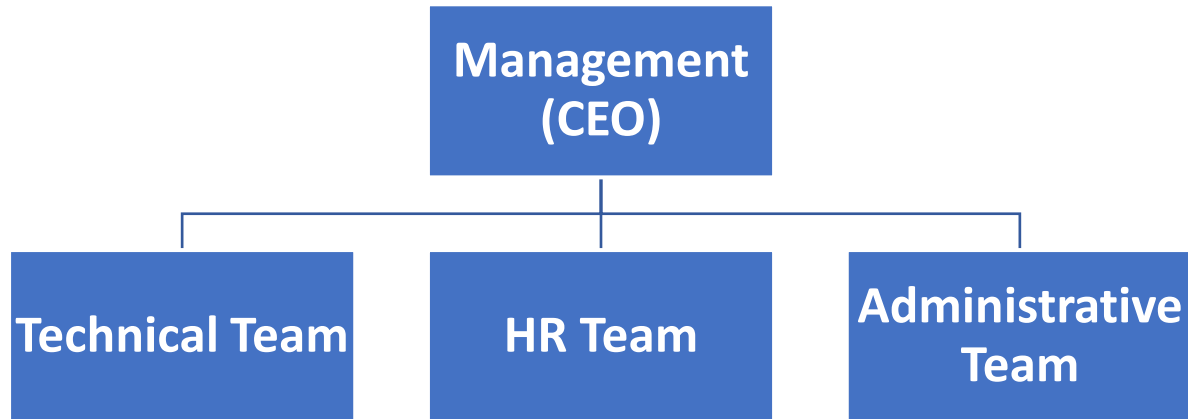 Management
(CEO)
Technical Team
HR Team
Administrative
Team